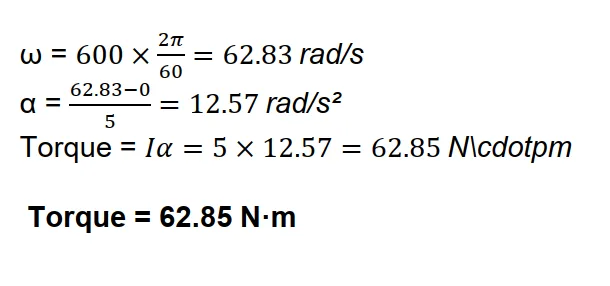 ω = 600 × 2π/60 = 62.83 rad/s
α = 62.83−0/5 = 12.57 rad/s²
Torque = Iα = 5 × 12.57 = 62.85 N\cdotpm
Torque = 62.85 N·m